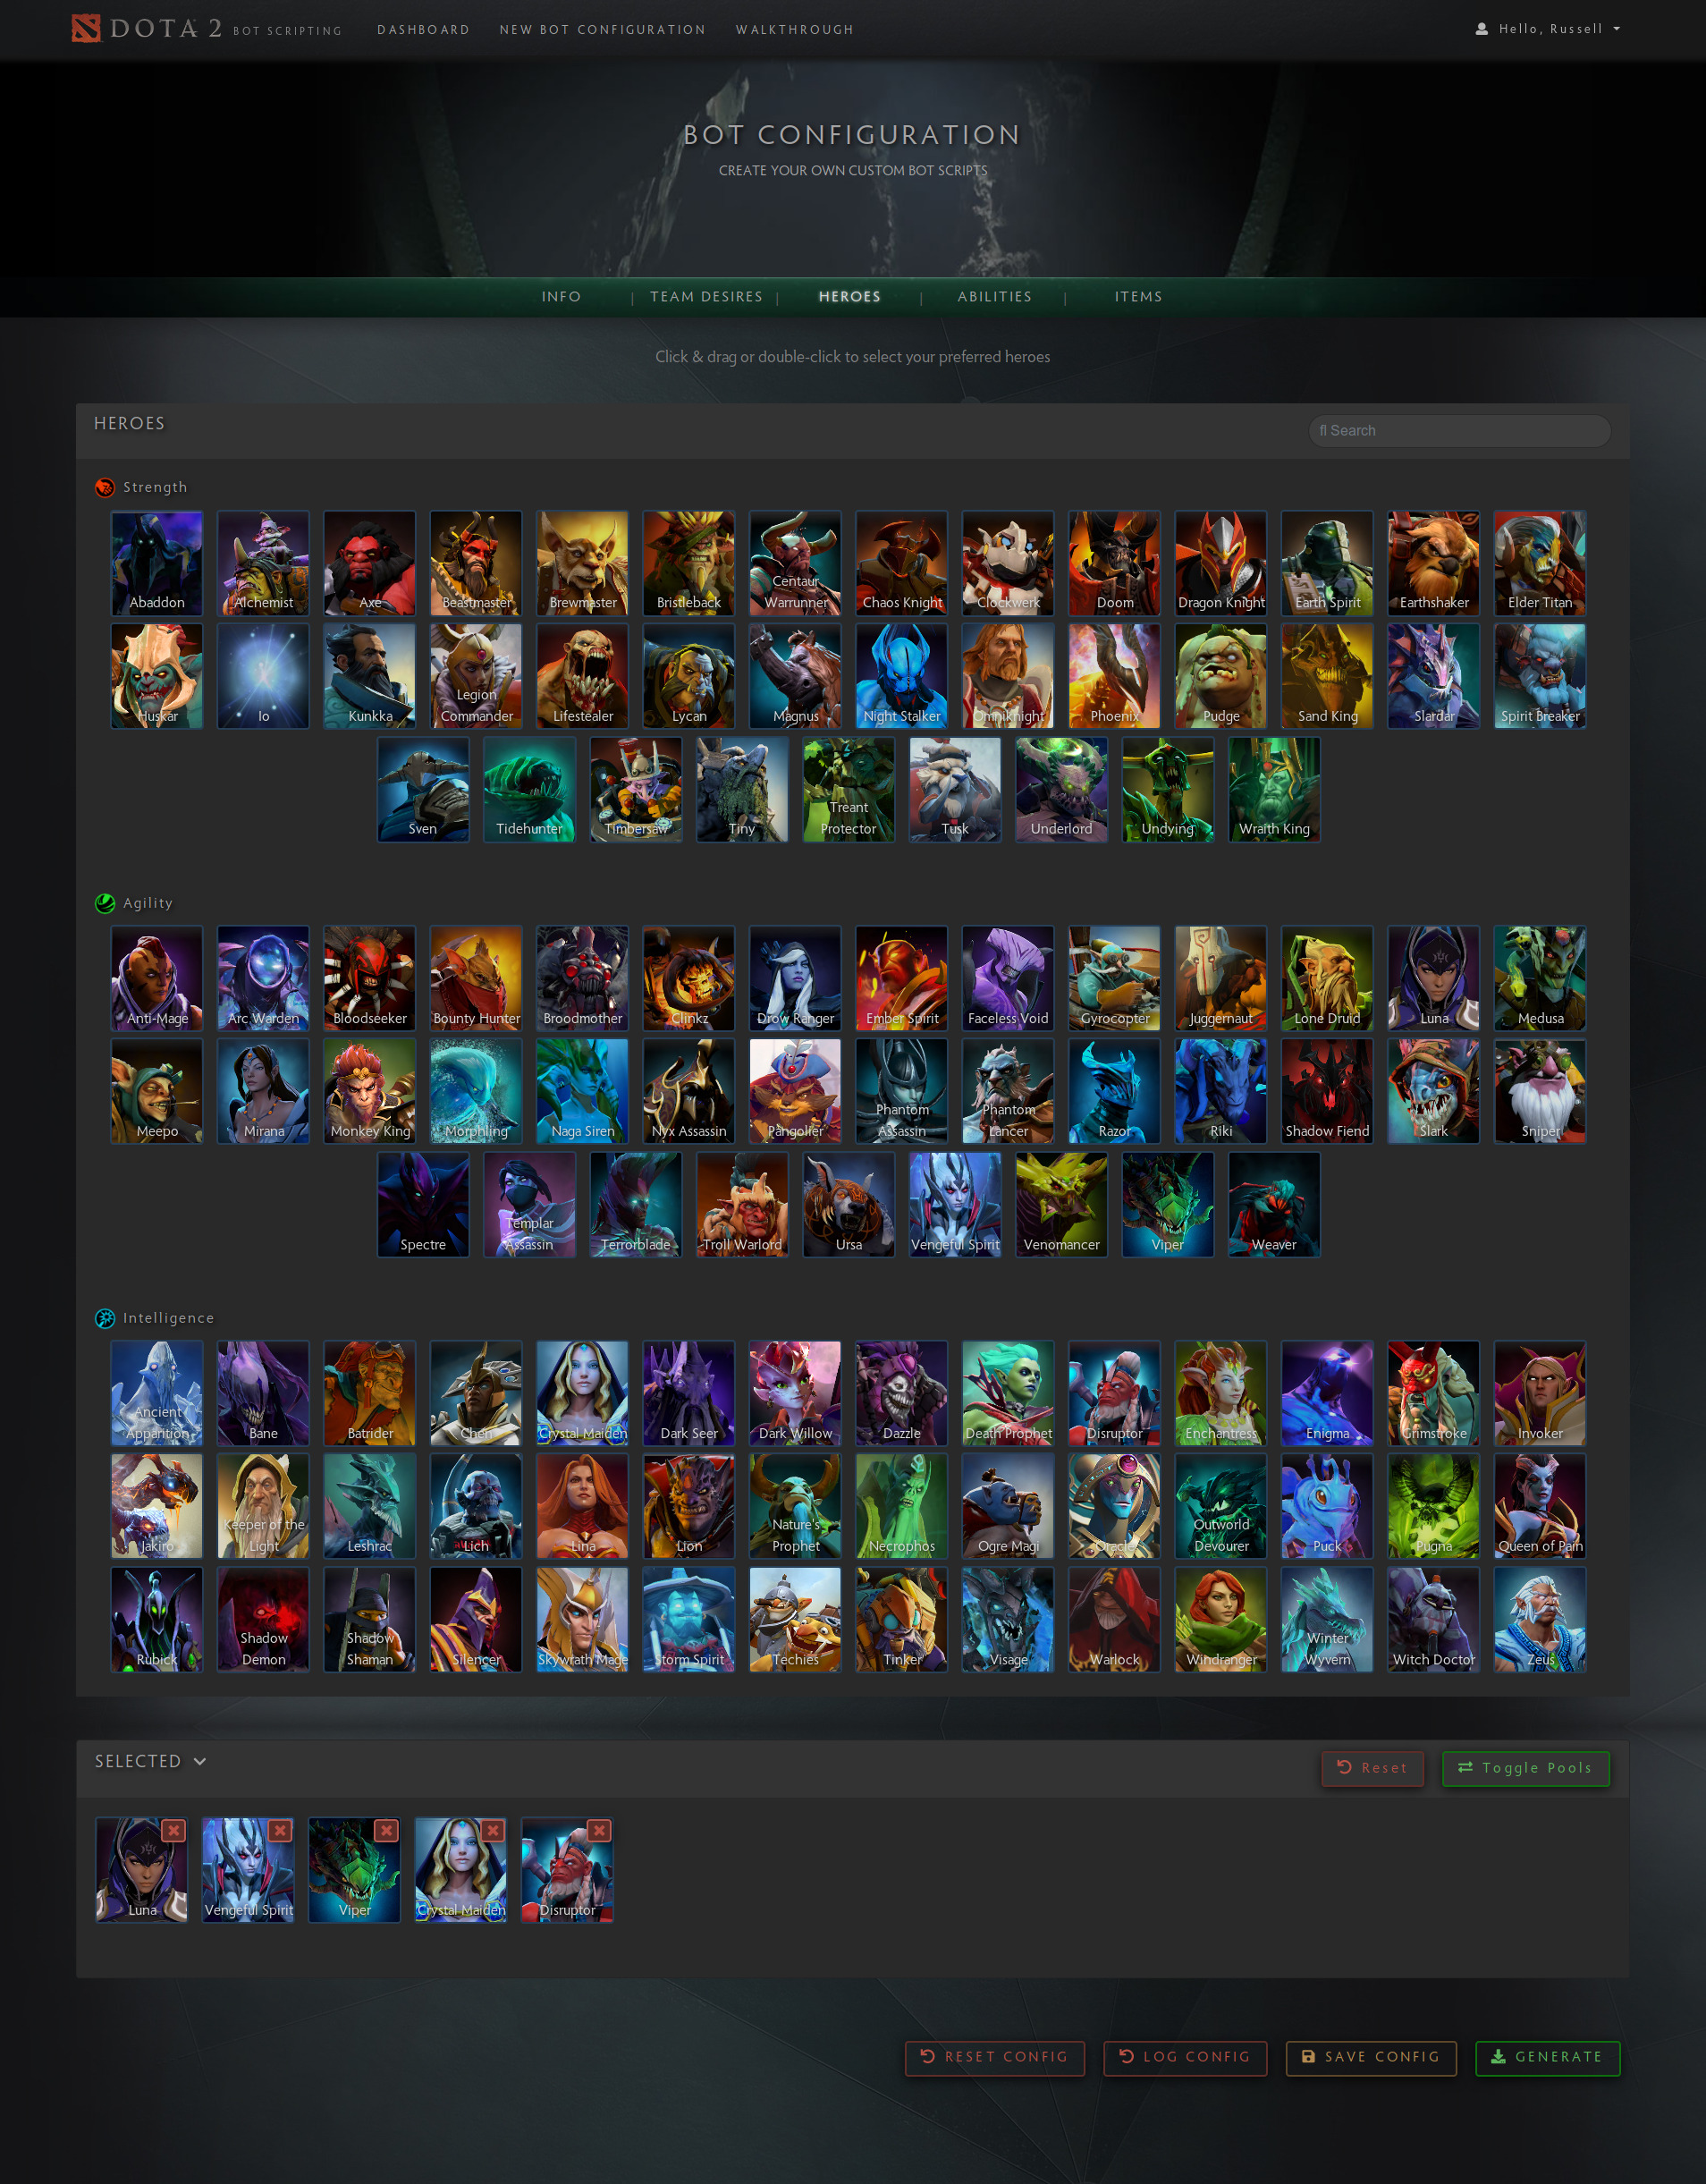 DOTA 2 BOT SCRIPTING DASHBOARD NEW BOT CONFIGURATION WALKTHROUGH Hello, Russell
BOT CONFIGURATION
CREATE YOUR OWN CUSTOM BOT SCRIPTS
INFO | TEAM DESIRES | HEROES | ABILITIES | ITEMS
Click & drag or double-click to select your preferred heroes
HEROES
fl Search
Strength
Abaddon Alchemist Axe Beastmaster Brewmaster Bristleback Centaur Warrunner Chaos Knight Clockwerk Doom Dragon Knight Earth Spirit Earthshaker Elder Titan
Huskar Io Kunkka Legion Commander Lifestealer Lycan Magnus Night Stalker Omniknight Phoenix Pudge Sand King Slardar Spirit Breaker
Sven Tidehunter Timbersaw Tiny Treant Protector Tusk Underlord Undying Wraith King
Agility
Anti-Mage Arc Warden Bloodseeker Bounty Hunter Broodmother Clinkz Drow Ranger Ember Spirit Faceless Void Gyrocopter Juggernaut Lone Druid Luna Medusa
Meepo Mirana Monkey King Morphling Naga Siren Nyx Assassin Pangolier Phantom Assassin Phantom Lancer Razor Riki Shadow Fiend Slark Sniper
Spectre Templar Assassin Terrorblade Troll Warlord Ursa Vengeful Spirit Venomancer Viper Weaver
Intelligence
Ancient Apparition Bane Batrider Chen Crystal Maiden Dark Seer Dark Willow Dazzle Death Prophet Disruptor Enchantress Enigma Grimstroke Invoker
Jakiro Keeper of the Light Leshrac Lich Lina Lion Nature's Prophet Necrophos Ogre Magi Oracle Outworld Devourer Puck Pugna Queen of Pain
Rubick Shadow Demon Shadow Shaman Silencer Skywrath Mage Storm Spirit Techies Tinker Visage Warlock Windranger Winter Wyvern Witch Doctor Zeus
SELECTED
Reset Toggle Pools
Luna Vengeful Spirit Viper Crystal Maiden Disruptor
RESET CONFIG LOG CONFIG SAVE CONFIG GENERATE